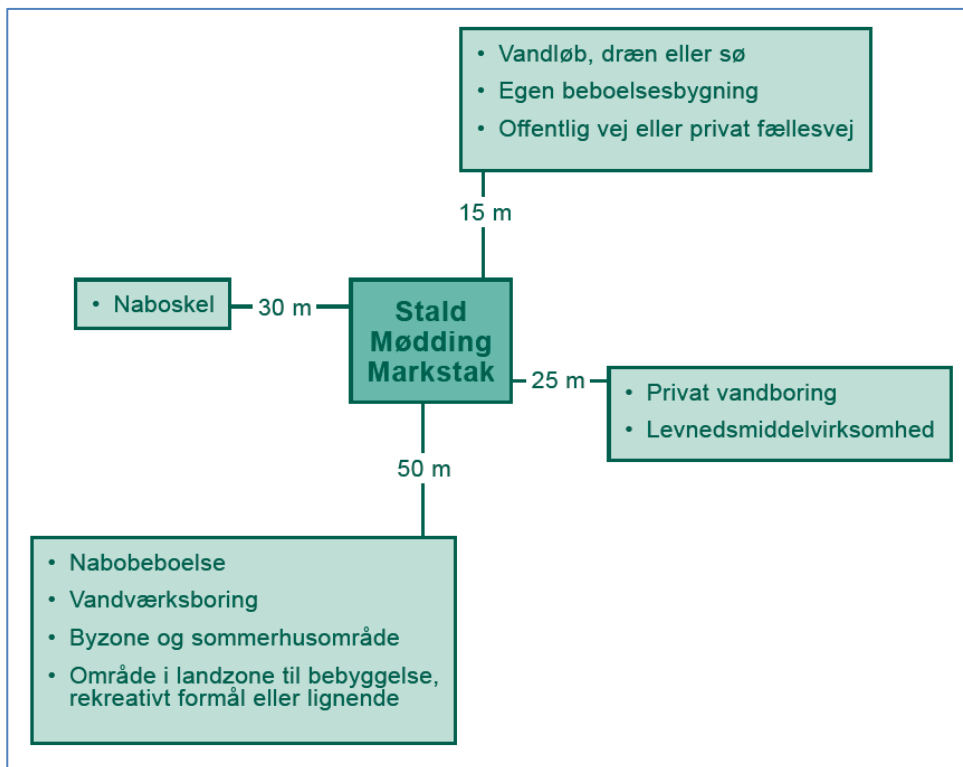 • Vandløb, dræn eller sø
• Egen beboelsesbygning
• Offentlig vej eller privat fællesvej
15 m
• Naboskel
30 m
Stald
Mødding
Markstak
25 m
• Privat vandboring
• Levnedsmiddelvirksomhed
50 m
• Nabobeboelse
• Vandværksboring
• Byzone og sommerhusområde
• Område i landzone til bebyggelse,
rekreativt formål eller lignende